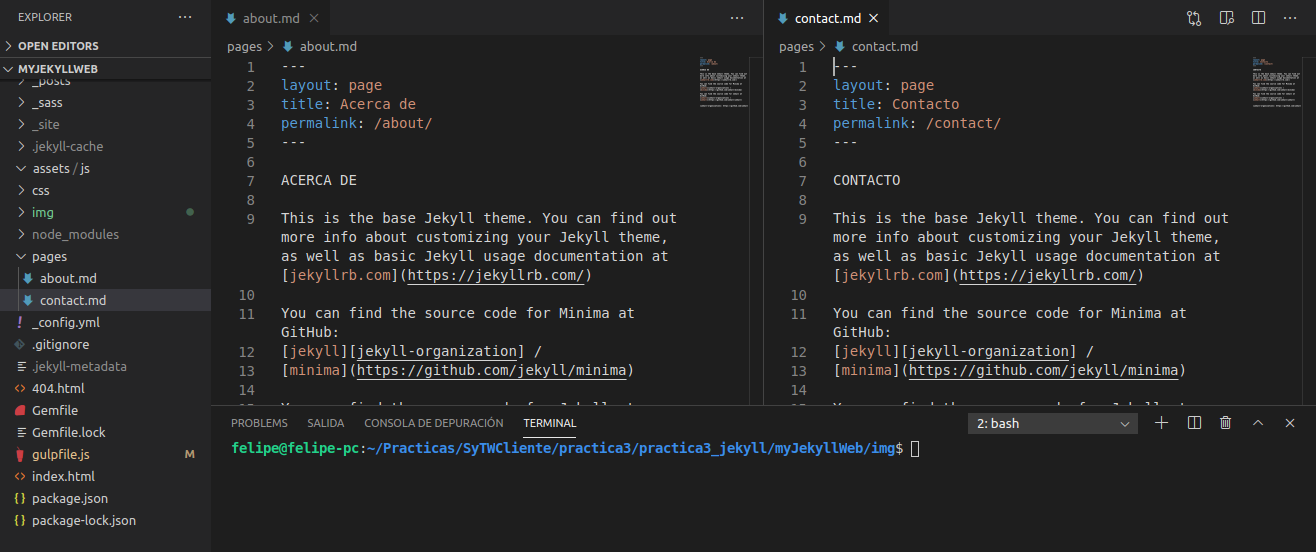 EXPLORER
OPEN EDITORS
MYJEKYLLWEB
_posts
_sass
_site
.jekyll-cache
assets / js
css
img
node_modules
pages
about.md
contact.md
_config.yml
.gitignore
.jekyll-metadata
404.html
Gemfile
Gemfile.lock
gulpfile.js M
index.html
package.json
package-lock.json
about.md
pages > about.md
1 ---
2 layout: page
3 title: Acerca de
4 permalink: /about/
5 ---
6
7 ACERCA DE
8
9 This is the base Jekyll theme. You can find out
more info about customizing your Jekyll theme,
as well as basic Jekyll usage documentation at
[jekyllrb.com](https://jekyllrb.com/)
10
11 You can find the source code for Minima at
GitHub:
12 [jekyll][jekyll-organization] /
13 [minima](https://github.com/jekyll/minima)
14
contact.md
pages > contact.md
1 ---
2 layout: page
3 title: Contacto
4 permalink: /contact/
5 ---
6
7 CONTACTO
8
9 This is the base Jekyll theme. You can find out
more info about customizing your Jekyll theme,
as well as basic Jekyll usage documentation at
[jekyllrb.com](https://jekyllrb.com/)
10
11 You can find the source code for Minima at
GitHub:
12 [jekyll][jekyll-organization] /
13 [minima](https://github.com/jekyll/minima)
14
PROBLEMS SALIDA CONSOLA DE DEPURACIÓN TERMINAL 2: bash
felipe@felipe-pc:~/Practicas/SyTWCliente/practica3/practica3_jekyll/myJekyllWeb/img$